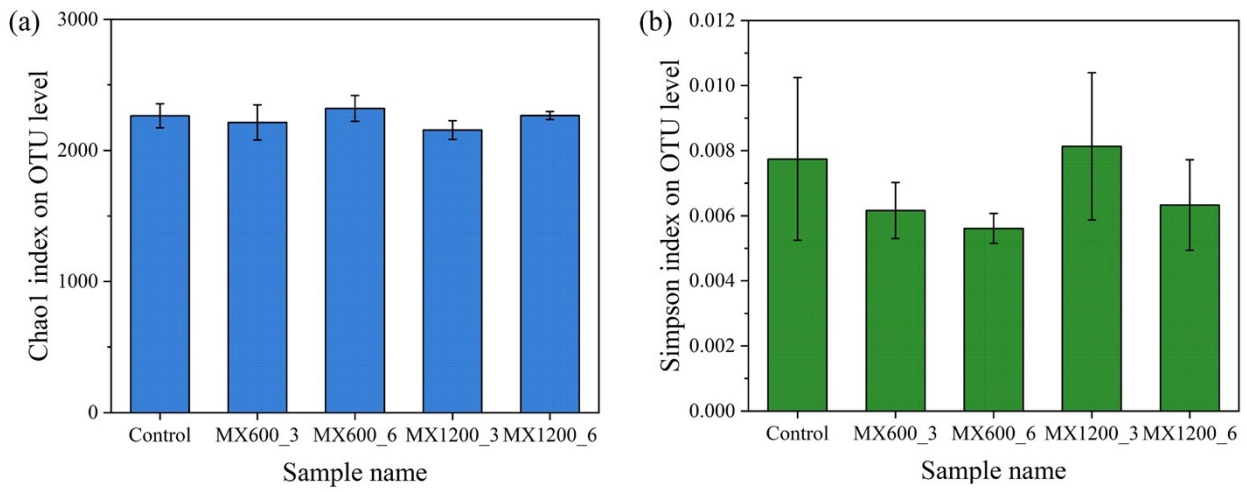 (a)
Chao1 index on OTU level
3000
2000
1000
0
Control MX600_3 MX600_6 MX1200_3 MX1200_6
Sample name
(b)
Simpson index on OTU level
0.012
0.010
0.008
0.006
0.004
0.002
0.000
Control MX600_3 MX600_6 MX1200_3 MX1200_6
Sample name